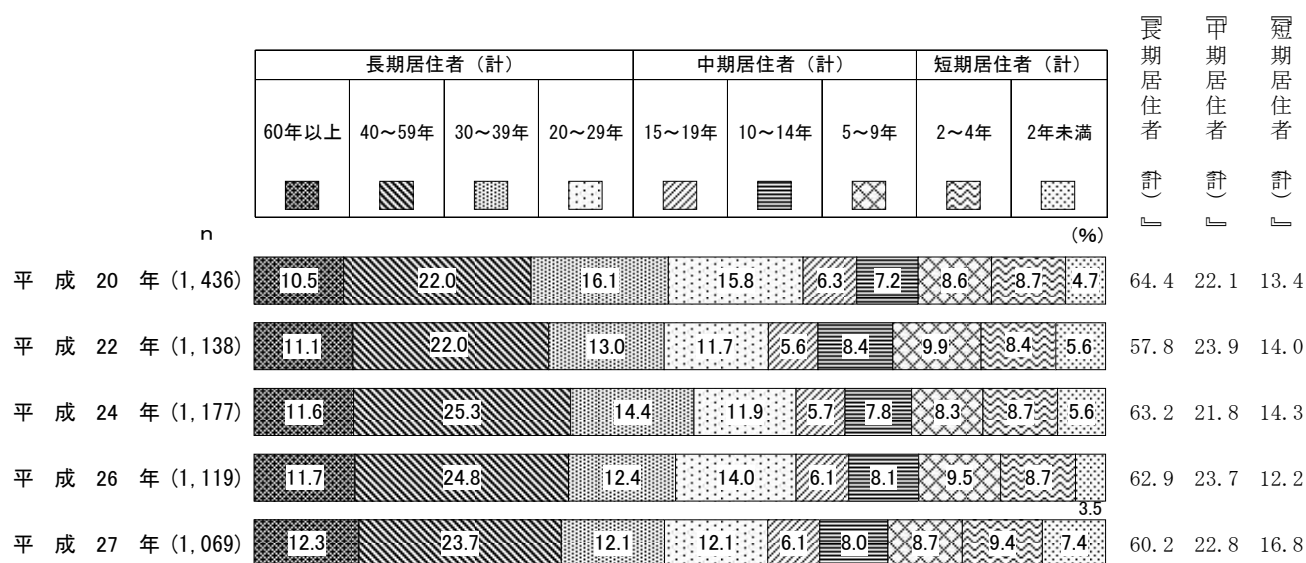 『長期居住者(計)』
『中期居住者(計)』
『短期居住者(計)』
長期居住者（計） 中期居住者（計） 短期居住者（計）
60年以上 40～59年 30～39年 20～29年 15～19年 10～14年 5～9年 2～4年 2年未満
n (%)
平成20年(1,436) 10.5 22.0 16.1 15.8 6.3 7.2 8.6 8.7 4.7 64.4 22.1 13.4
平成22年(1,138) 11.1 22.0 13.0 11.7 5.6 8.4 9.9 8.4 5.6 57.8 23.9 14.0
平成24年(1,177) 11.6 25.3 14.4 11.9 5.7 7.8 8.3 8.7 5.6 63.2 21.8 14.3
平成26年(1,119) 11.7 24.8 12.4 14.0 6.1 8.1 9.5 8.7 3.5 62.9 23.7 12.2
平成27年(1,069) 12.3 23.7 12.1 12.1 6.1 8.0 8.7 9.4 7.4 60.2 22.8 16.8